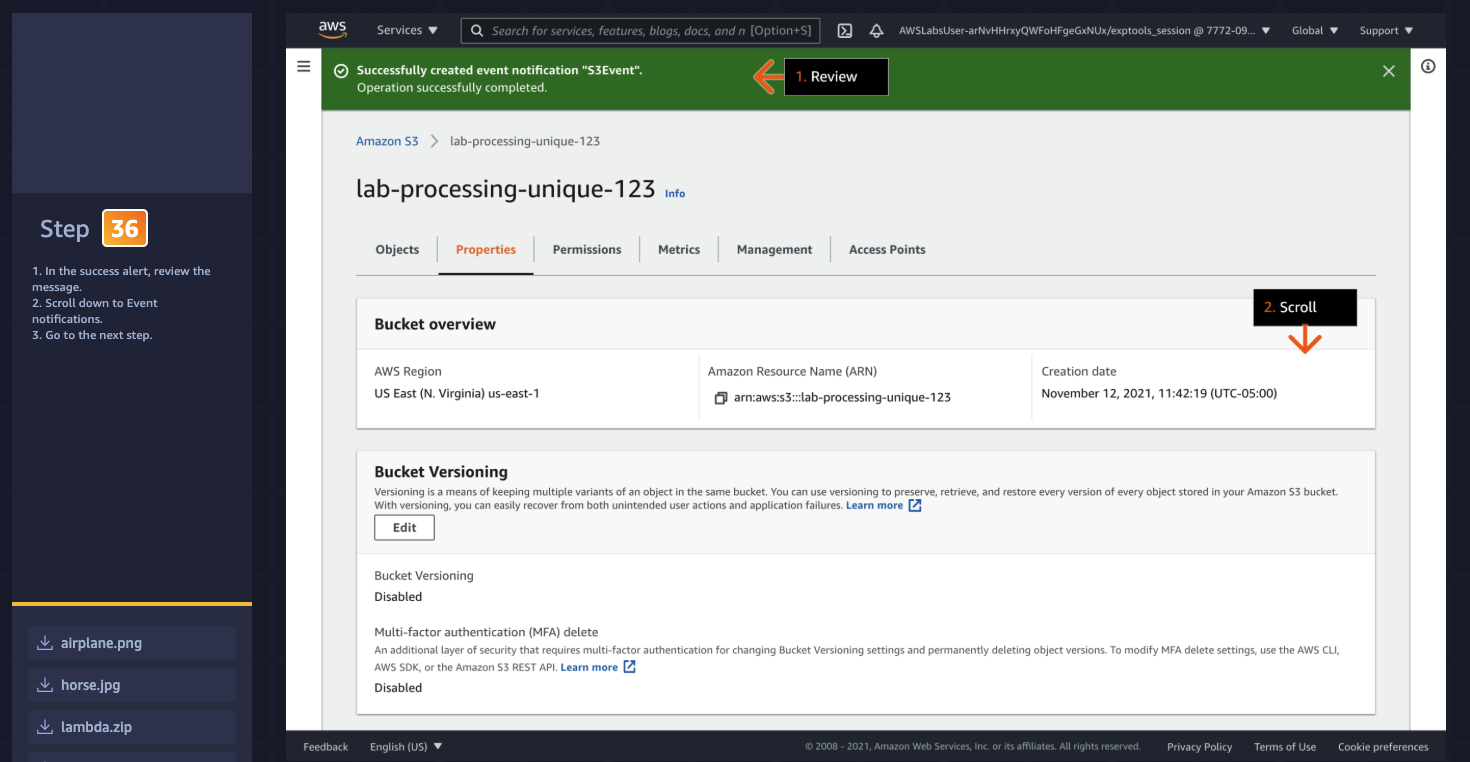 Step 36
1. In the success alert, review the
message.
2. Scroll down to Event
notifications.
3. Go to the next step.
airplane.png
horse.jpg
lambda.zip
aws
Services
Search for services, features, blogs, docs, and n [Option+S]
AWSLabsUser-arNvHHrxyQWFoHFgeGxNUx/exptools_session @ 7772-09...
Global
Support
Successfully created event notification "S3Event".
Operation successfully completed.
1. Review
Amazon S3
lab-processing-unique-123
lab-processing-unique-123 Info
Objects
Properties
Permissions
Metrics
Management
Access Points
2. Scroll
Bucket overview
AWS Region
US East (N. Virginia) us-east-1
Amazon Resource Name (ARN)
arn:aws:s3:::lab-processing-unique-123
Creation date
November 12, 2021, 11:42:19 (UTC-05:00)
Bucket Versioning
Versioning is a means of keeping multiple variants of an object in the same bucket. You can use versioning to preserve, retrieve, and restore every version of every object stored in your Amazon S3 bucket.
With versioning, you can easily recover from both unintended user actions and application failures. Learn more
Edit
Bucket Versioning
Disabled
Multi-factor authentication (MFA) delete
An additional layer of security that requires multi-factor authentication for changing Bucket Versioning settings and permanently deleting object versions. To modify MFA delete settings, use the AWS CLI,
AWS SDK, or the Amazon S3 REST API. Learn more
Disabled
Feedback
English (US)
© 2008 - 2021, Amazon Web Services, Inc. or its affiliates. All rights reserved.
Privacy Policy
Terms of Use
Cookie preferences